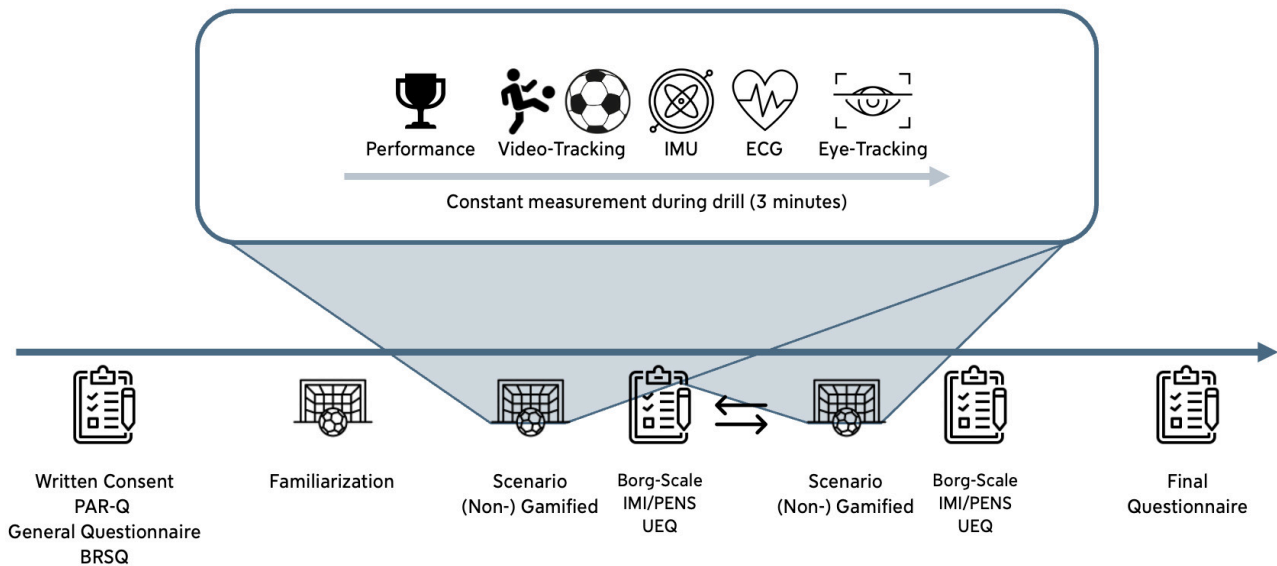 Performance
Video-Tracking
IMU
ECG
Eye-Tracking
Constant measurement during drill (3 minutes)
Written Consent
PAR-Q
General Questionnaire
BRSQ
Familiarization
Scenario
(Non-) Gamified
Borg-Scale
IMI/PENS
UEQ
Scenario
(Non-) Gamified
Borg-Scale
IMI/PENS
UEQ
Final
Questionnaire